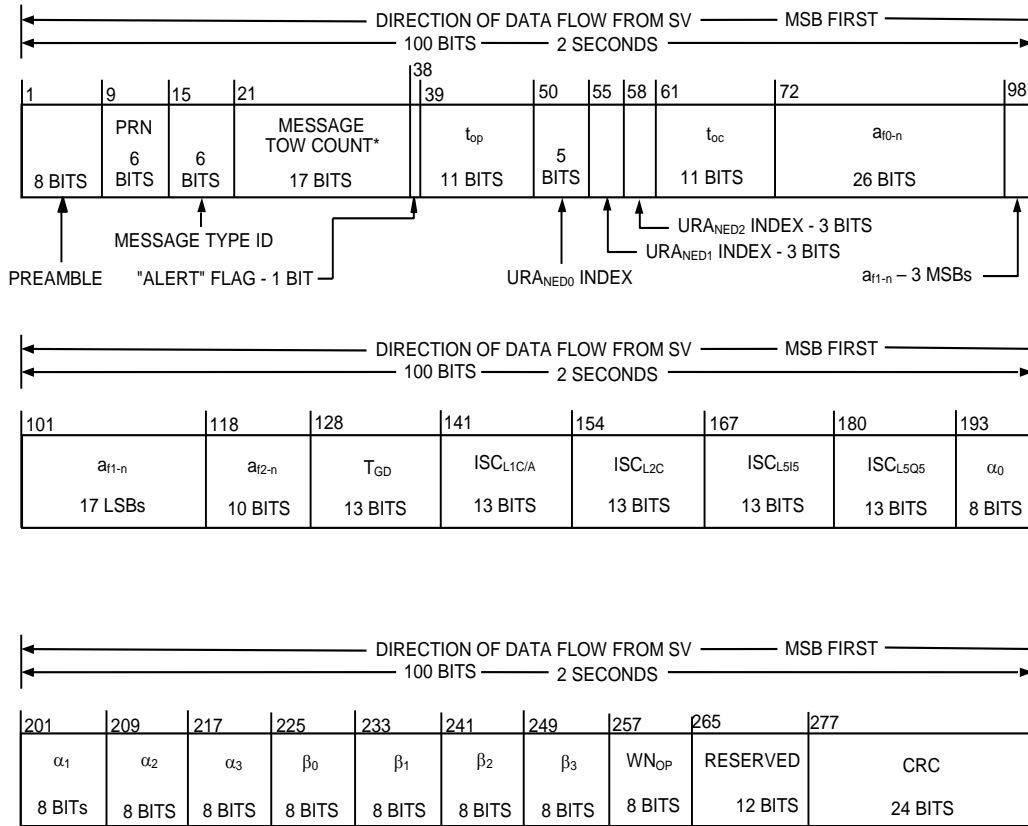 DIRECTION OF DATA FLOW FROM SV MSB FIRST
100 BITS 2 SECONDS
1 9 15 21 38 39 50 55 58 61 72 98
PRN MESSAGE TOW COUNT* t_op t_oc a_f0-n
8 BITS 6 BITS 6 BITS 17 BITS 11 BITS 5 BITS 11 BITS 26 BITS
MESSAGE TYPE ID URA_NED2 INDEX - 3 BITS
URA_NED1 INDEX - 3 BITS
PREAMBLE "ALERT" FLAG - 1 BIT URA_NED0 INDEX a_f1-n – 3 MSBs
DIRECTION OF DATA FLOW FROM SV MSB FIRST
100 BITS 2 SECONDS
101 118 128 141 154 167 180 193
a_f1-n a_f2-n T_GD ISC_L1C/A ISC_L2C ISC_L5I5 ISC_L5Q5 α_0
17 LSBs 10 BITS 13 BITS 13 BITS 13 BITS 13 BITS 13 BITS 8 BITS
DIRECTION OF DATA FLOW FROM SV MSB FIRST
100 BITS 2 SECONDS
201 209 217 225 233 241 249 257 265 277
α_1 α_2 α_3 β_0 β_1 β_2 β_3 WN_OP RESERVED CRC
8 BITs 8 BITS 8 BITS 8 BITS 8 BITS 8 BITS 8 BITS 8 BITS 12 BITS 24 BITS